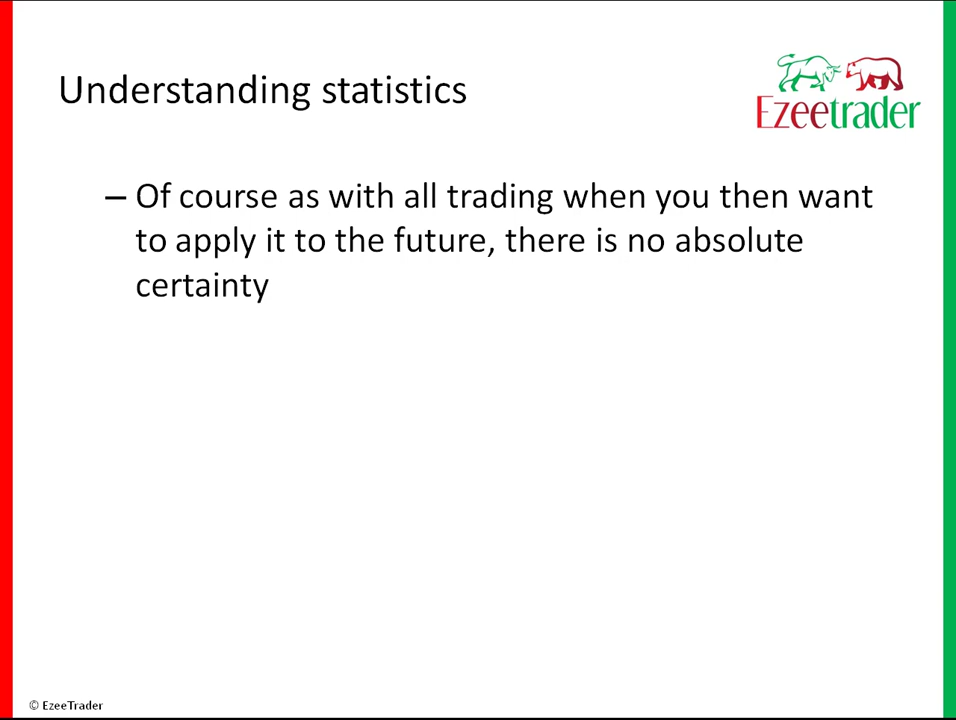 Understanding statistics
Ezeetrader
– Of course as with all trading when you then want
to apply it to the future, there is no absolute
certainty
© EzeeTrader